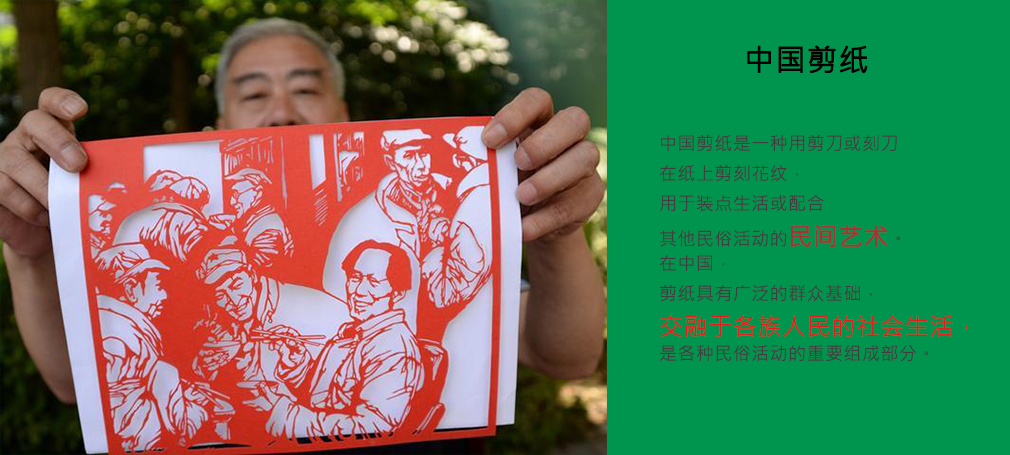 中国剪纸
中国剪纸是一种用剪刀或刻刀
在纸上剪刻花纹，
用于装点生活或配合
其他民俗活动的民间艺术。
在中国，
剪纸具有广泛的群众基础，
交融于各族人民的社会生活，
是各种民俗活动的重要组成部分。